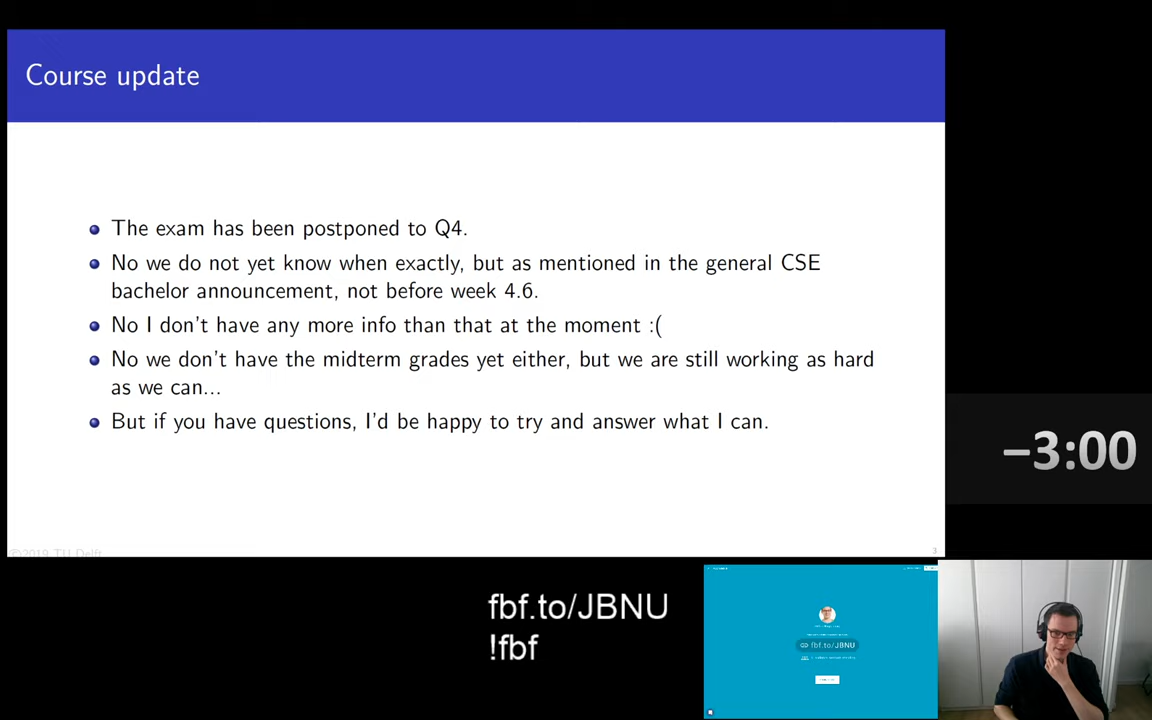 Course update
The exam has been postponed to Q4.
No we do not yet know when exactly, but as mentioned in the general CSE
bachelor announcement, not before week 4.6.
No I don't have any more info than that at the moment :(
No we don't have the midterm grades yet either, but we are still working as hard
as we can...
But if you have questions, I'd be happy to try and answer what I can.
−3:00
©2019 TU Delft
3
fbf.to/JBNU
!fbf
fbf.to/JBNU